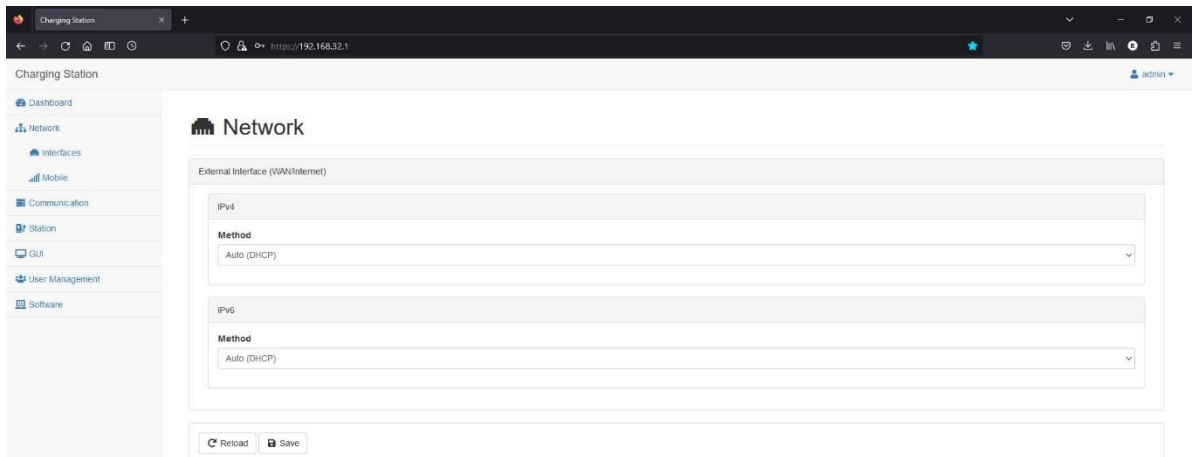 Charging Station
https://192.168.32.1
Charging Station
admin
Dashboard
Network
Interfaces
Mobile
Communication
Station
GUI
User Management
Software
Network
External Interface (WAN/Internet)
IPv4
Method
Auto (DHCP)
IPv6
Method
Auto (DHCP)
Reload
Save